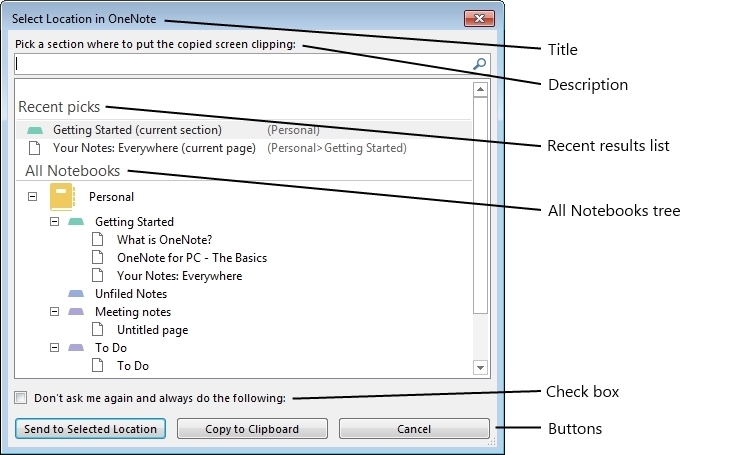 Select Location in OneNote
Title
Pick a section where to put the copied screen clipping:
Description
Recent picks
Getting Started (current section) (Personal)
Recent results list
Your Notes: Everywhere (current page) (Personal>Getting Started)
All Notebooks
Personal
All Notebooks tree
Getting Started
What is OneNote?
OneNote for PC - The Basics
Your Notes: Everywhere
Unfiled Notes
Meeting notes
Untitled page
To Do
To Do
Don't ask me again and always do the following:
Check box
Send to Selected Location Copy to Clipboard Cancel
Buttons